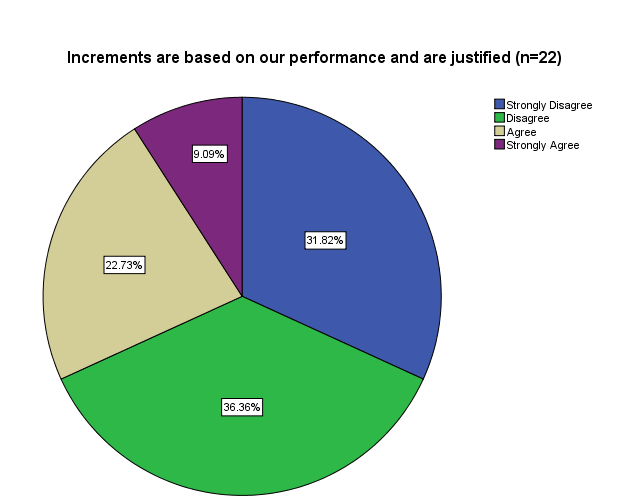 Increments are based on our performance and are justified (n=22)
Strongly Disagree
Disagree
Agree
Strongly Agree
9.09%
31.82%
22.73%
36.36%